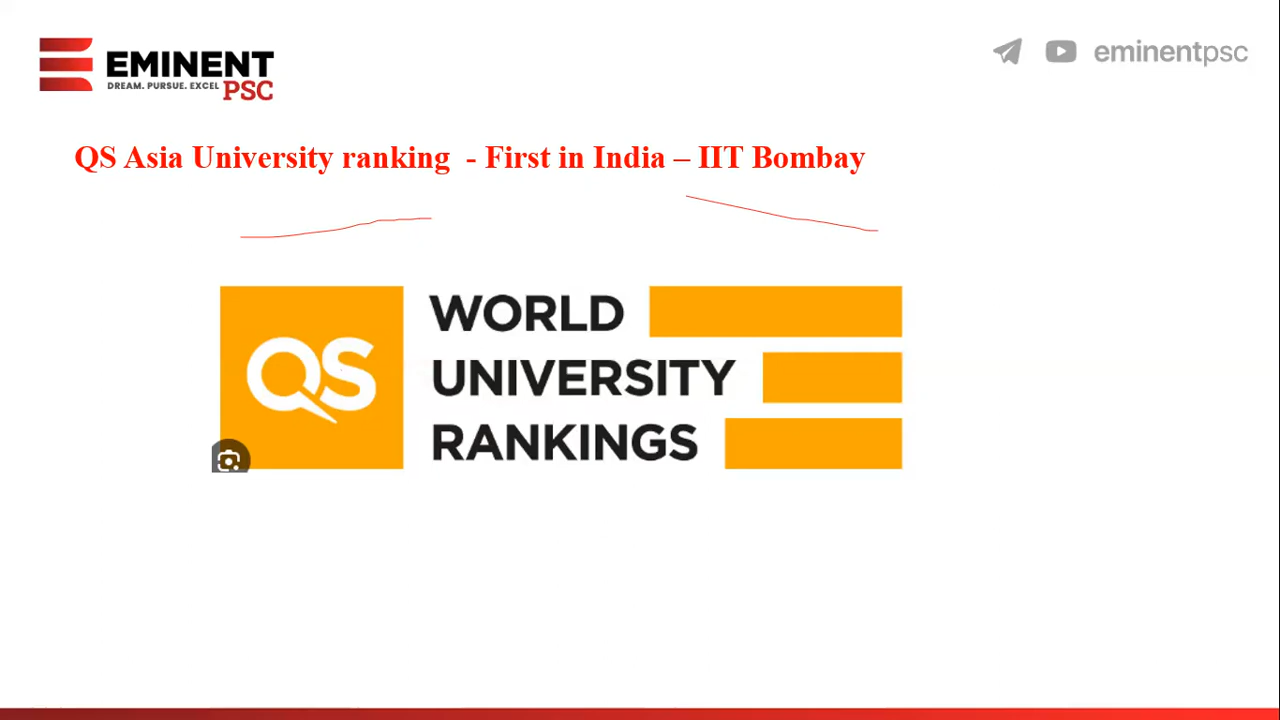 EMINENT
DREAM. PURSUE. EXCEL PSC
eminentpsc
QS Asia University ranking - First in India – IIT Bombay
QS
WORLD
UNIVERSITY
RANKINGS